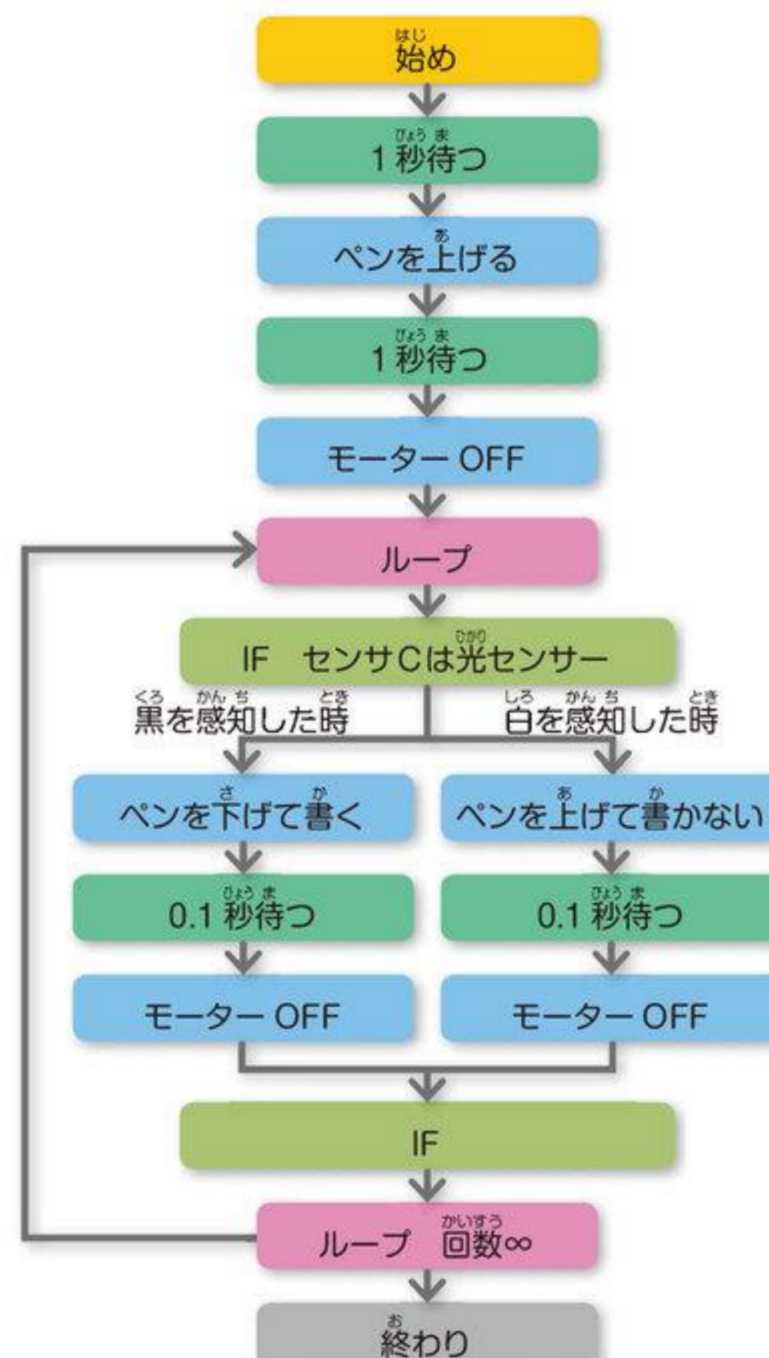 始め
1秒待つ
ペンを上げる
1秒待つ
モーター OFF
ループ
IF センサCは光センサー
黒を感知した時 白を感知した時
ペンを下げて書く ペンを上げて書かない
0.1秒待つ 0.1秒待つ
モーター OFF モーター OFF
IF
ループ 回数∞
終わり